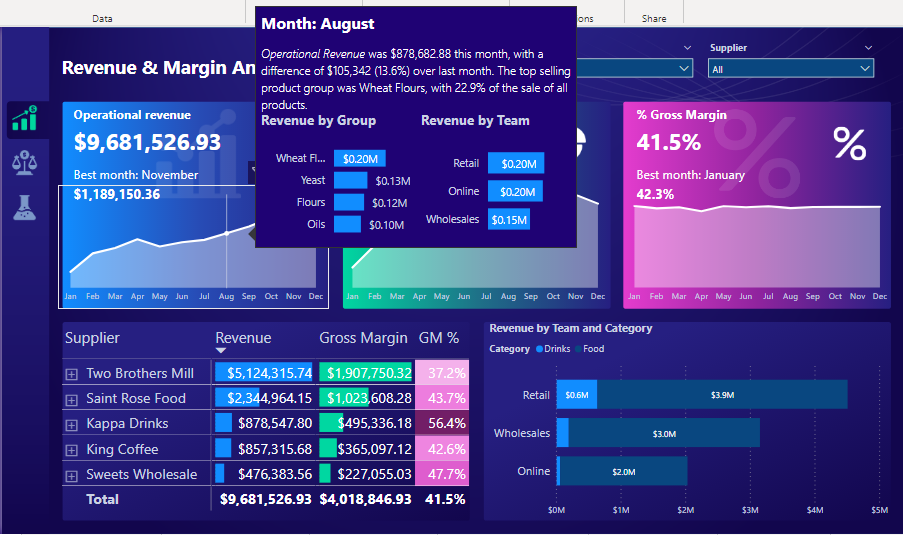 Data
ons
Share
Month: August
Operational Revenue was $878,682.88 this month, with a
difference of $105,342 (13.6%) over last month. The top selling
product group was Wheat Flours, with 22.9% of the sale of all
products.
Revenue by Group
Wheat Fl... $0.20M
Yeast $0.13M
Flours $0.12M
Oils $0.10M
Revenue by Team
Retail $0.20M
Online $0.20M
Wholesales $0.15M
Revenue & Margin An
Supplier
All
Operational revenue
$9,681,526.93
Best month: November
$1,189,150.36
Jan Feb Mar Apr May Jun Jul Aug Sep Oct Nov Dec
Jan Feb Mar Apr May Jun Jul Aug Sep Oct Nov Dec
% Gross Margin
41.5%
%
%
Best month: January
42.3%
Jan Feb Mar Apr May Jun Jul Aug Sep Oct Nov Dec
Supplier Revenue Gross Margin GM %
Two Brothers Mill $5,124,315.74 $1,907,750.32 37.2%
Saint Rose Food $2,344,964.15 $1,023,608.28 43.7%
Kappa Drinks $878,547.80 $495,336.18 56.4%
King Coffee $857,315.68 $365,097.12 42.6%
Sweets Wholesale $476,383.56 $227,055.03 47.7%
Total $9,681,526.93 $4,018,846.93 41.5%
Revenue by Team and Category
Category Drinks Food
Retail $0.6M $3.9M
Wholesales $3.0M
Online $2.0M
$0M $1M $2M $3M $4M $5M